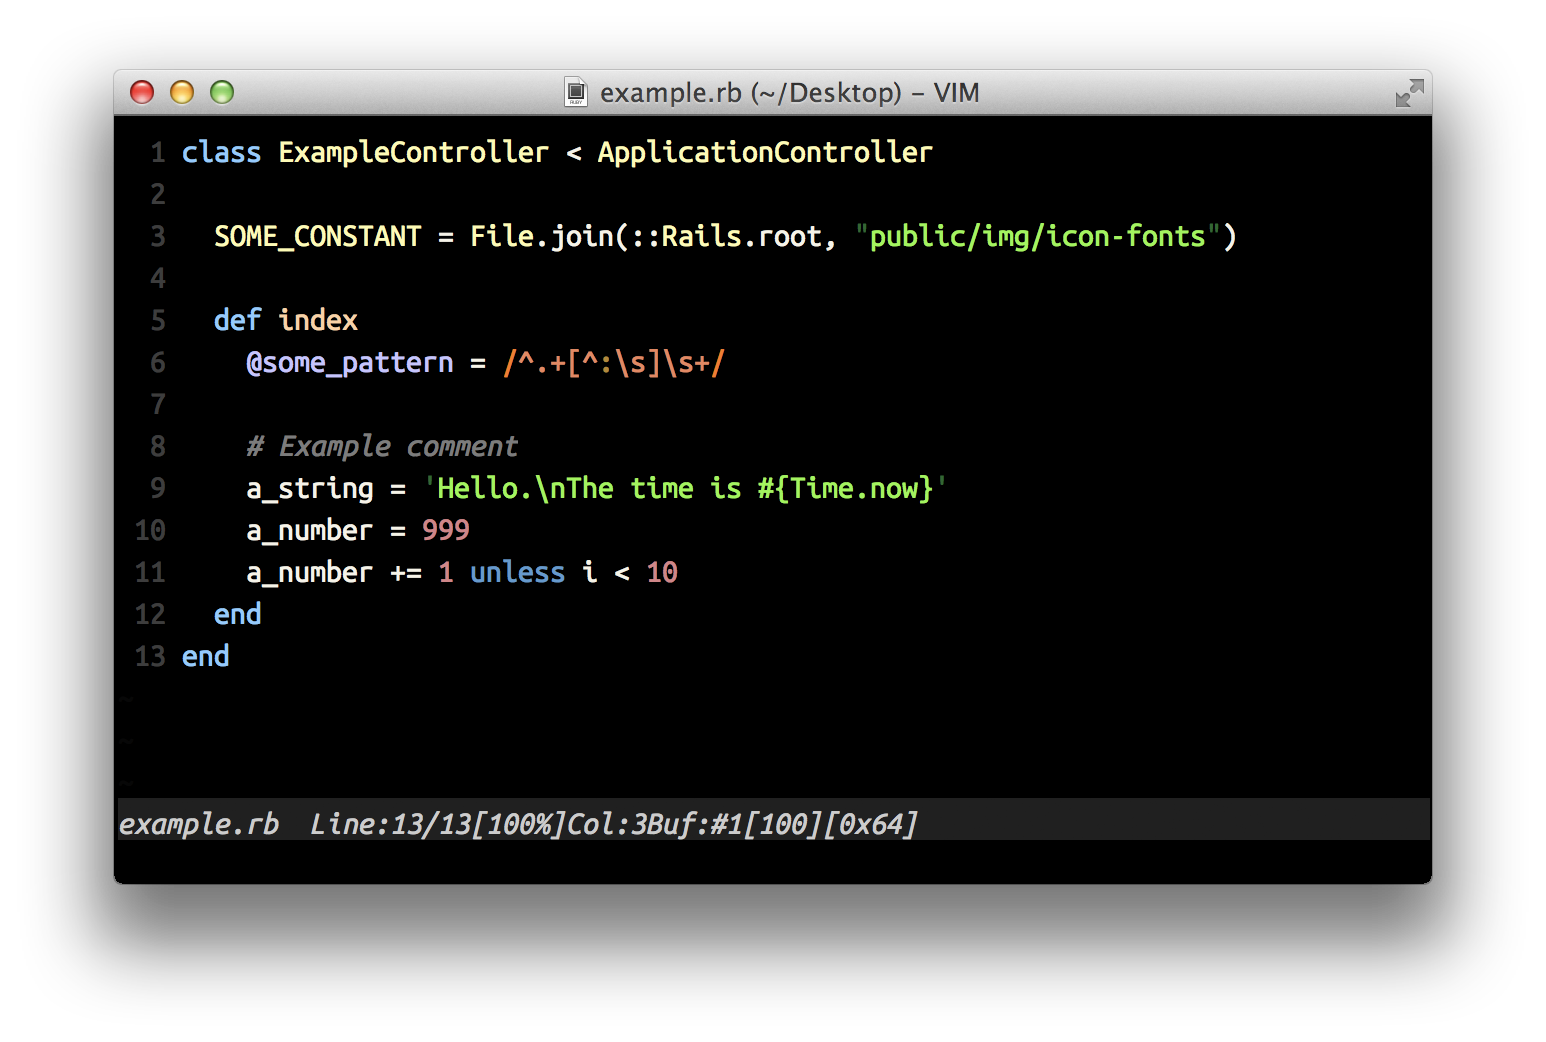 example.rb (~/Desktop) – VIM
1 class ExampleController < ApplicationController
2
3   SOME_CONSTANT = File.join(::Rails.root, "public/img/icon-fonts")
4
5   def index
6     @some_pattern = /^.+[^:\s]\s+/
7
8     # Example comment
9     a_string = 'Hello.\nThe time is #{Time.now}'
10     a_number = 999
11     a_number += 1 unless i < 10
12   end
13 end
~
~
~
example.rb  Line:13/13[100%]Col:3Buf:#1[100][0x64]